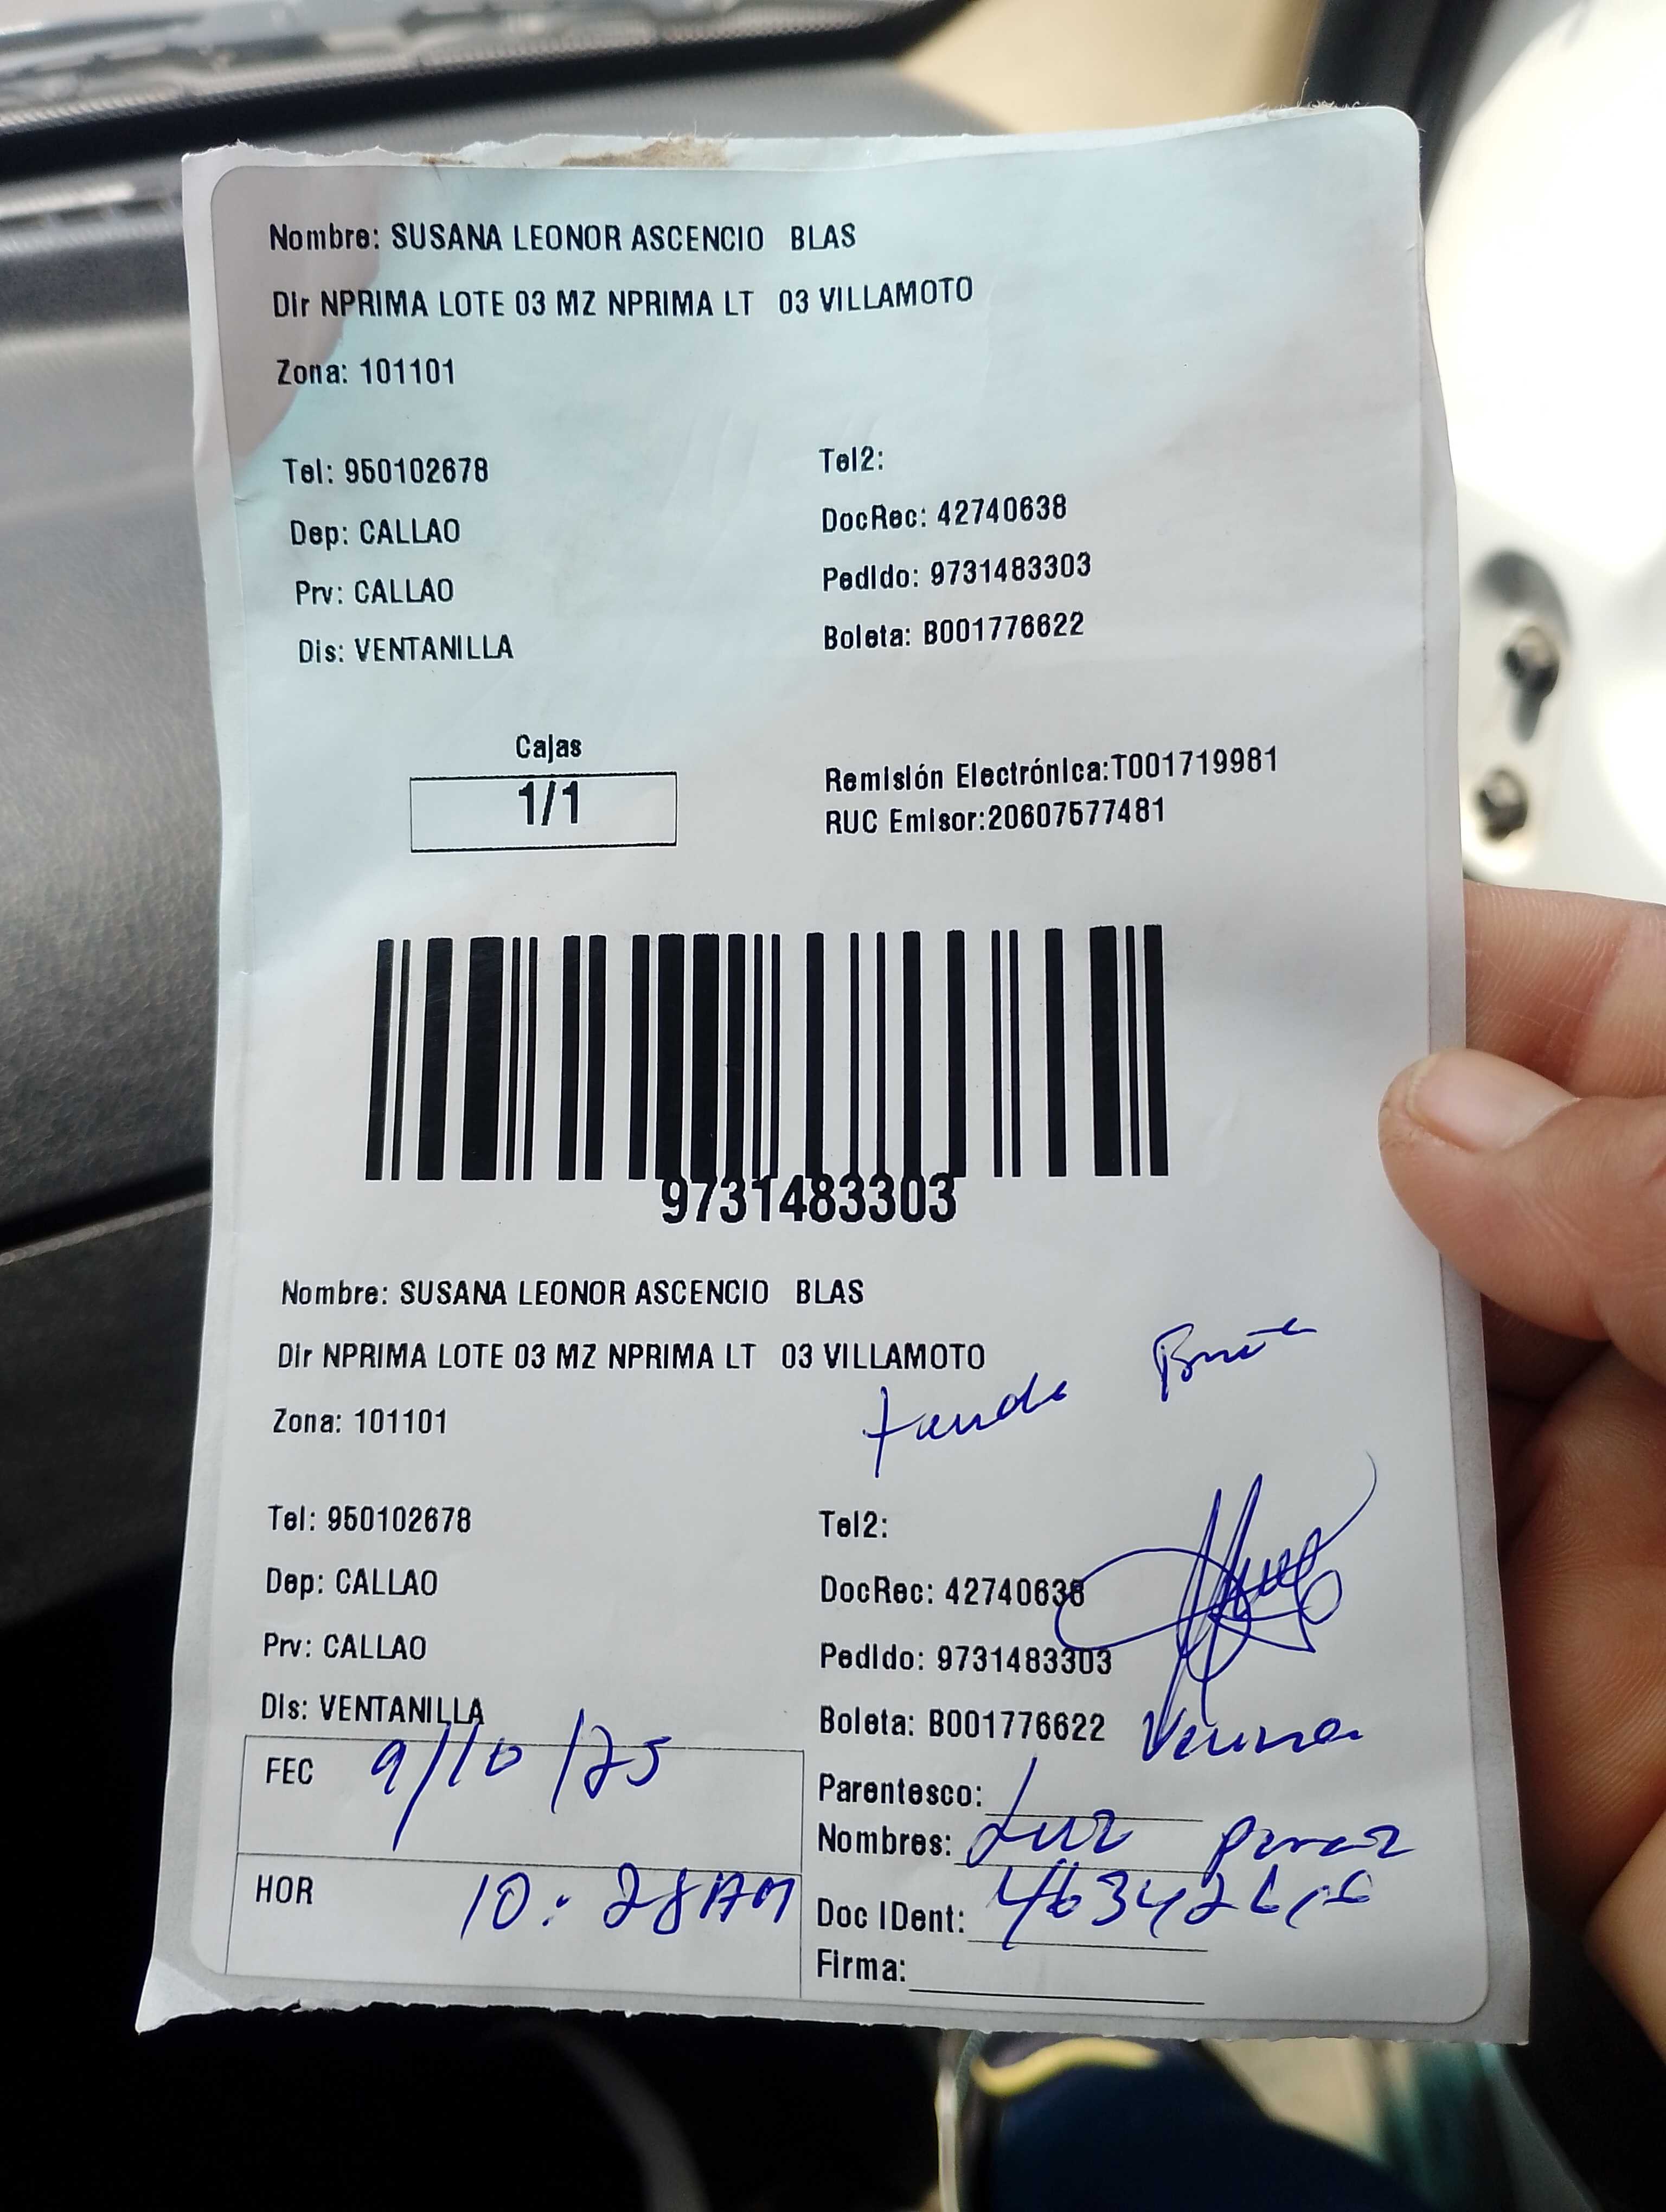 Nombre: SUSANA LEONOR ASCENCIO BLAS
Dir NPRIMA LOTE 03 MZ NPRIMA LT 03 VILLAMOTO
Zona: 101101
Tel: 950102678
Tel2:
Dep: CALLAO
DocRec: 42740638
Prv: CALLAO
Pedido: 9731483303
Dis: VENTANILLA
Boleta: B001776622
Cajas
1/1
Remisión Electrónica:T001719981
RUC Emisor:20607577481
9731483303
Nombre: SUSANA LEONOR ASCENCIO BLAS
Dir NPRIMA LOTE 03 MZ NPRIMA LT 03 VILLAMOTO
Zona: 101101
Tel: 950102678
Tel2:
Dep: CALLAO
DocRec: 42740638
Prv: CALLAO
Pedido: 9731483303
Dis: VENTANILLA
Boleta: B001776622
FEC 9/10/25
Parentesco:
Nombres: Luz
HOR 10:28AM
Doc IDent:
Firma: